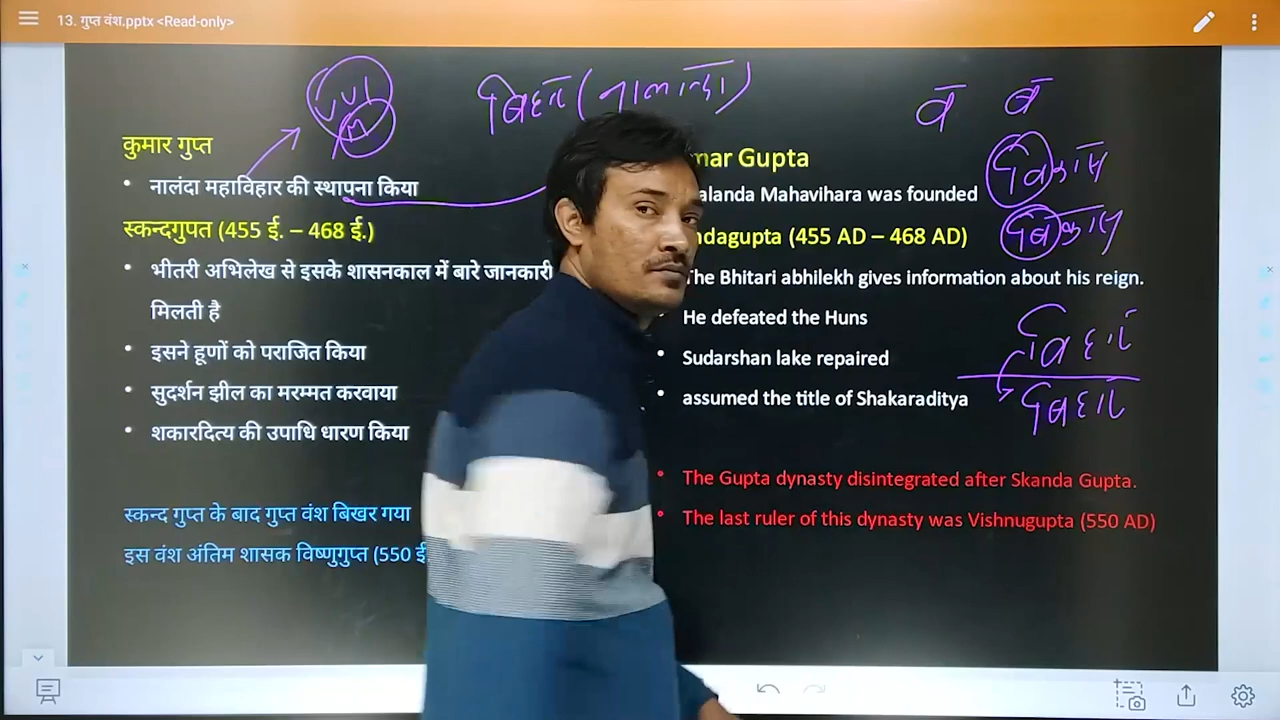 13. गुप्त वंश.pptx <Read-only>
व ब
कुमार गुप्त
नालंदा महाविहार की स्थापना किया
स्कन्दगुपत (455 ई. – 468 ई.)
भीतरी अभिलेख से इसके शासनकाल में बारे जानकारी
मिलती है
इसने हूणों को पराजित किया
सुदर्शन झील का मरम्मत करवाया
शकारदित्य की उपाधि धारण किया
स्कन्द गुप्त के बाद गुप्त वंश बिखर गया
इस वंश अंतिम शासक विष्णुगुप्त (550 ई
mar Gupta
alanda Mahavihara was founded
ndagupta (455 AD – 468 AD)
The Bhitari abhilekh gives information about his reign.
He defeated the Huns
Sudarshan lake repaired
assumed the title of Shakaraditya
The Gupta dynasty disintegrated after Skanda Gupta.
The last ruler of this dynasty was Vishnugupta (550 AD)
विकास
बिकास
विहार
बिहार